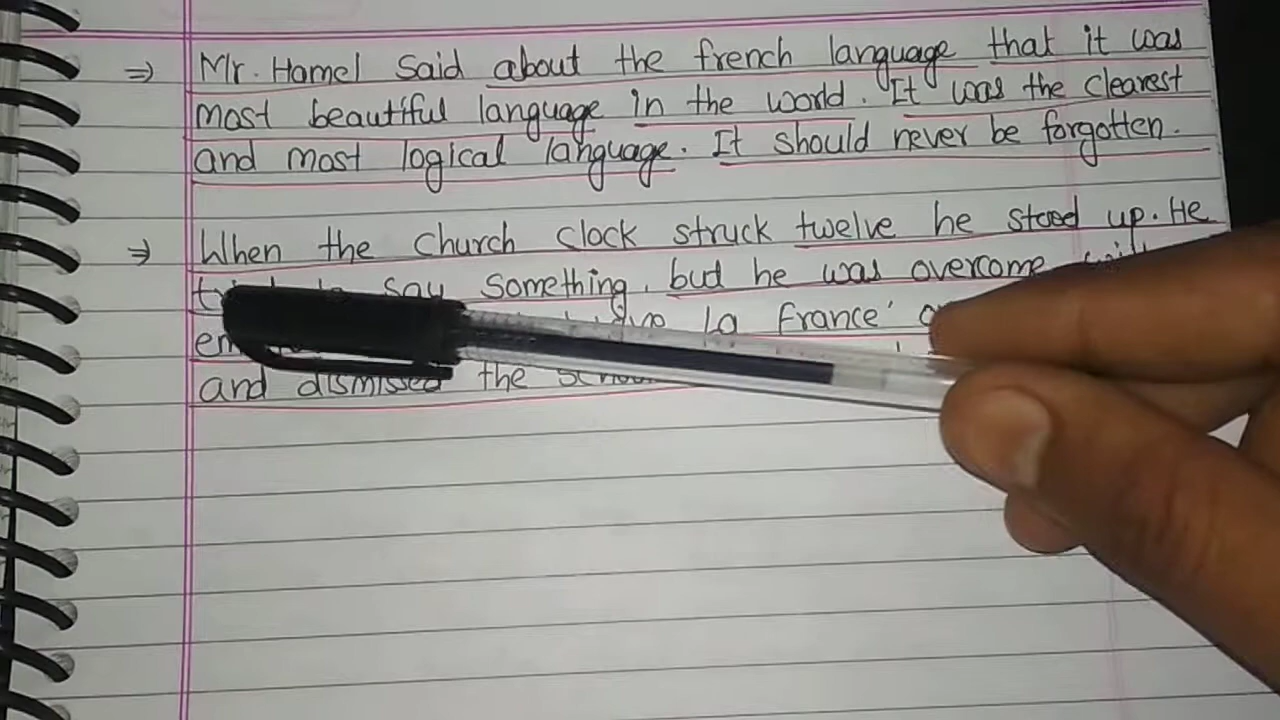 ⇒ Mr. Hamel Said about the french language that it was
most beautiful language in the world. It was the clearest
and most logical language. It should never be forgotten.
⇒ When the Church clock struck twelve he stood up. He
say something, but he was overcome
La France'
and dismissed the